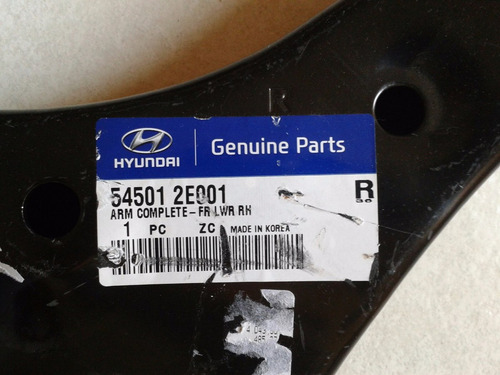 R
HYUNDAI
Genuine Parts
54501 2E001
R
ARM COMPLETE-FR LWR RH
1 PC ZC MADE IN KOREA